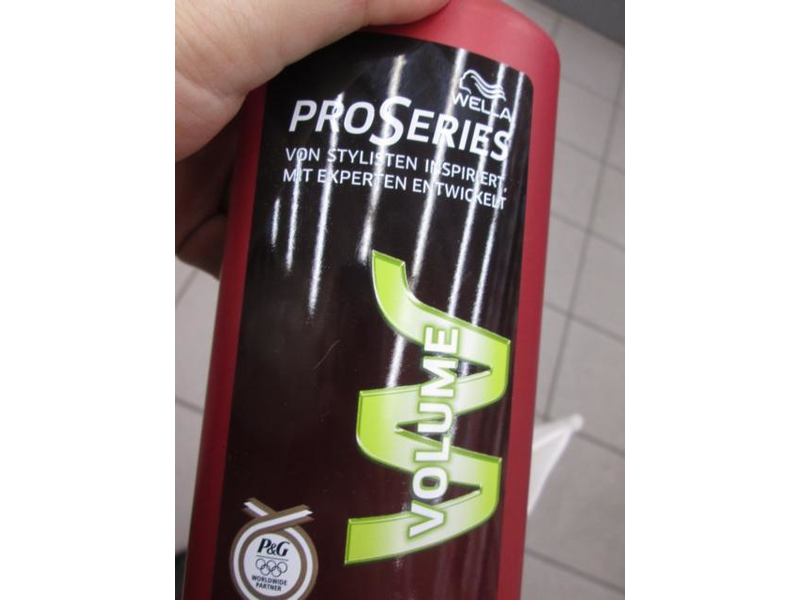 WELLA
PROSERIES
VON STYLISTEN INSPIRIERT,
MIT EXPERTEN ENTWICKELT
VOLUME
P&G
WORLDWIDE
PARTNER